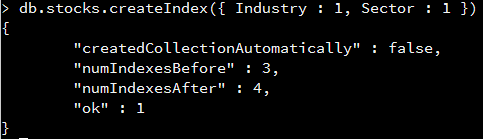 > db.stocks.createIndex({ Industry : 1, Sector : 1 })
{
        "createdCollectionAutomatically" : false,
        "numIndexesBefore" : 3,
        "numIndexesAfter" : 4,
        "ok" : 1
}